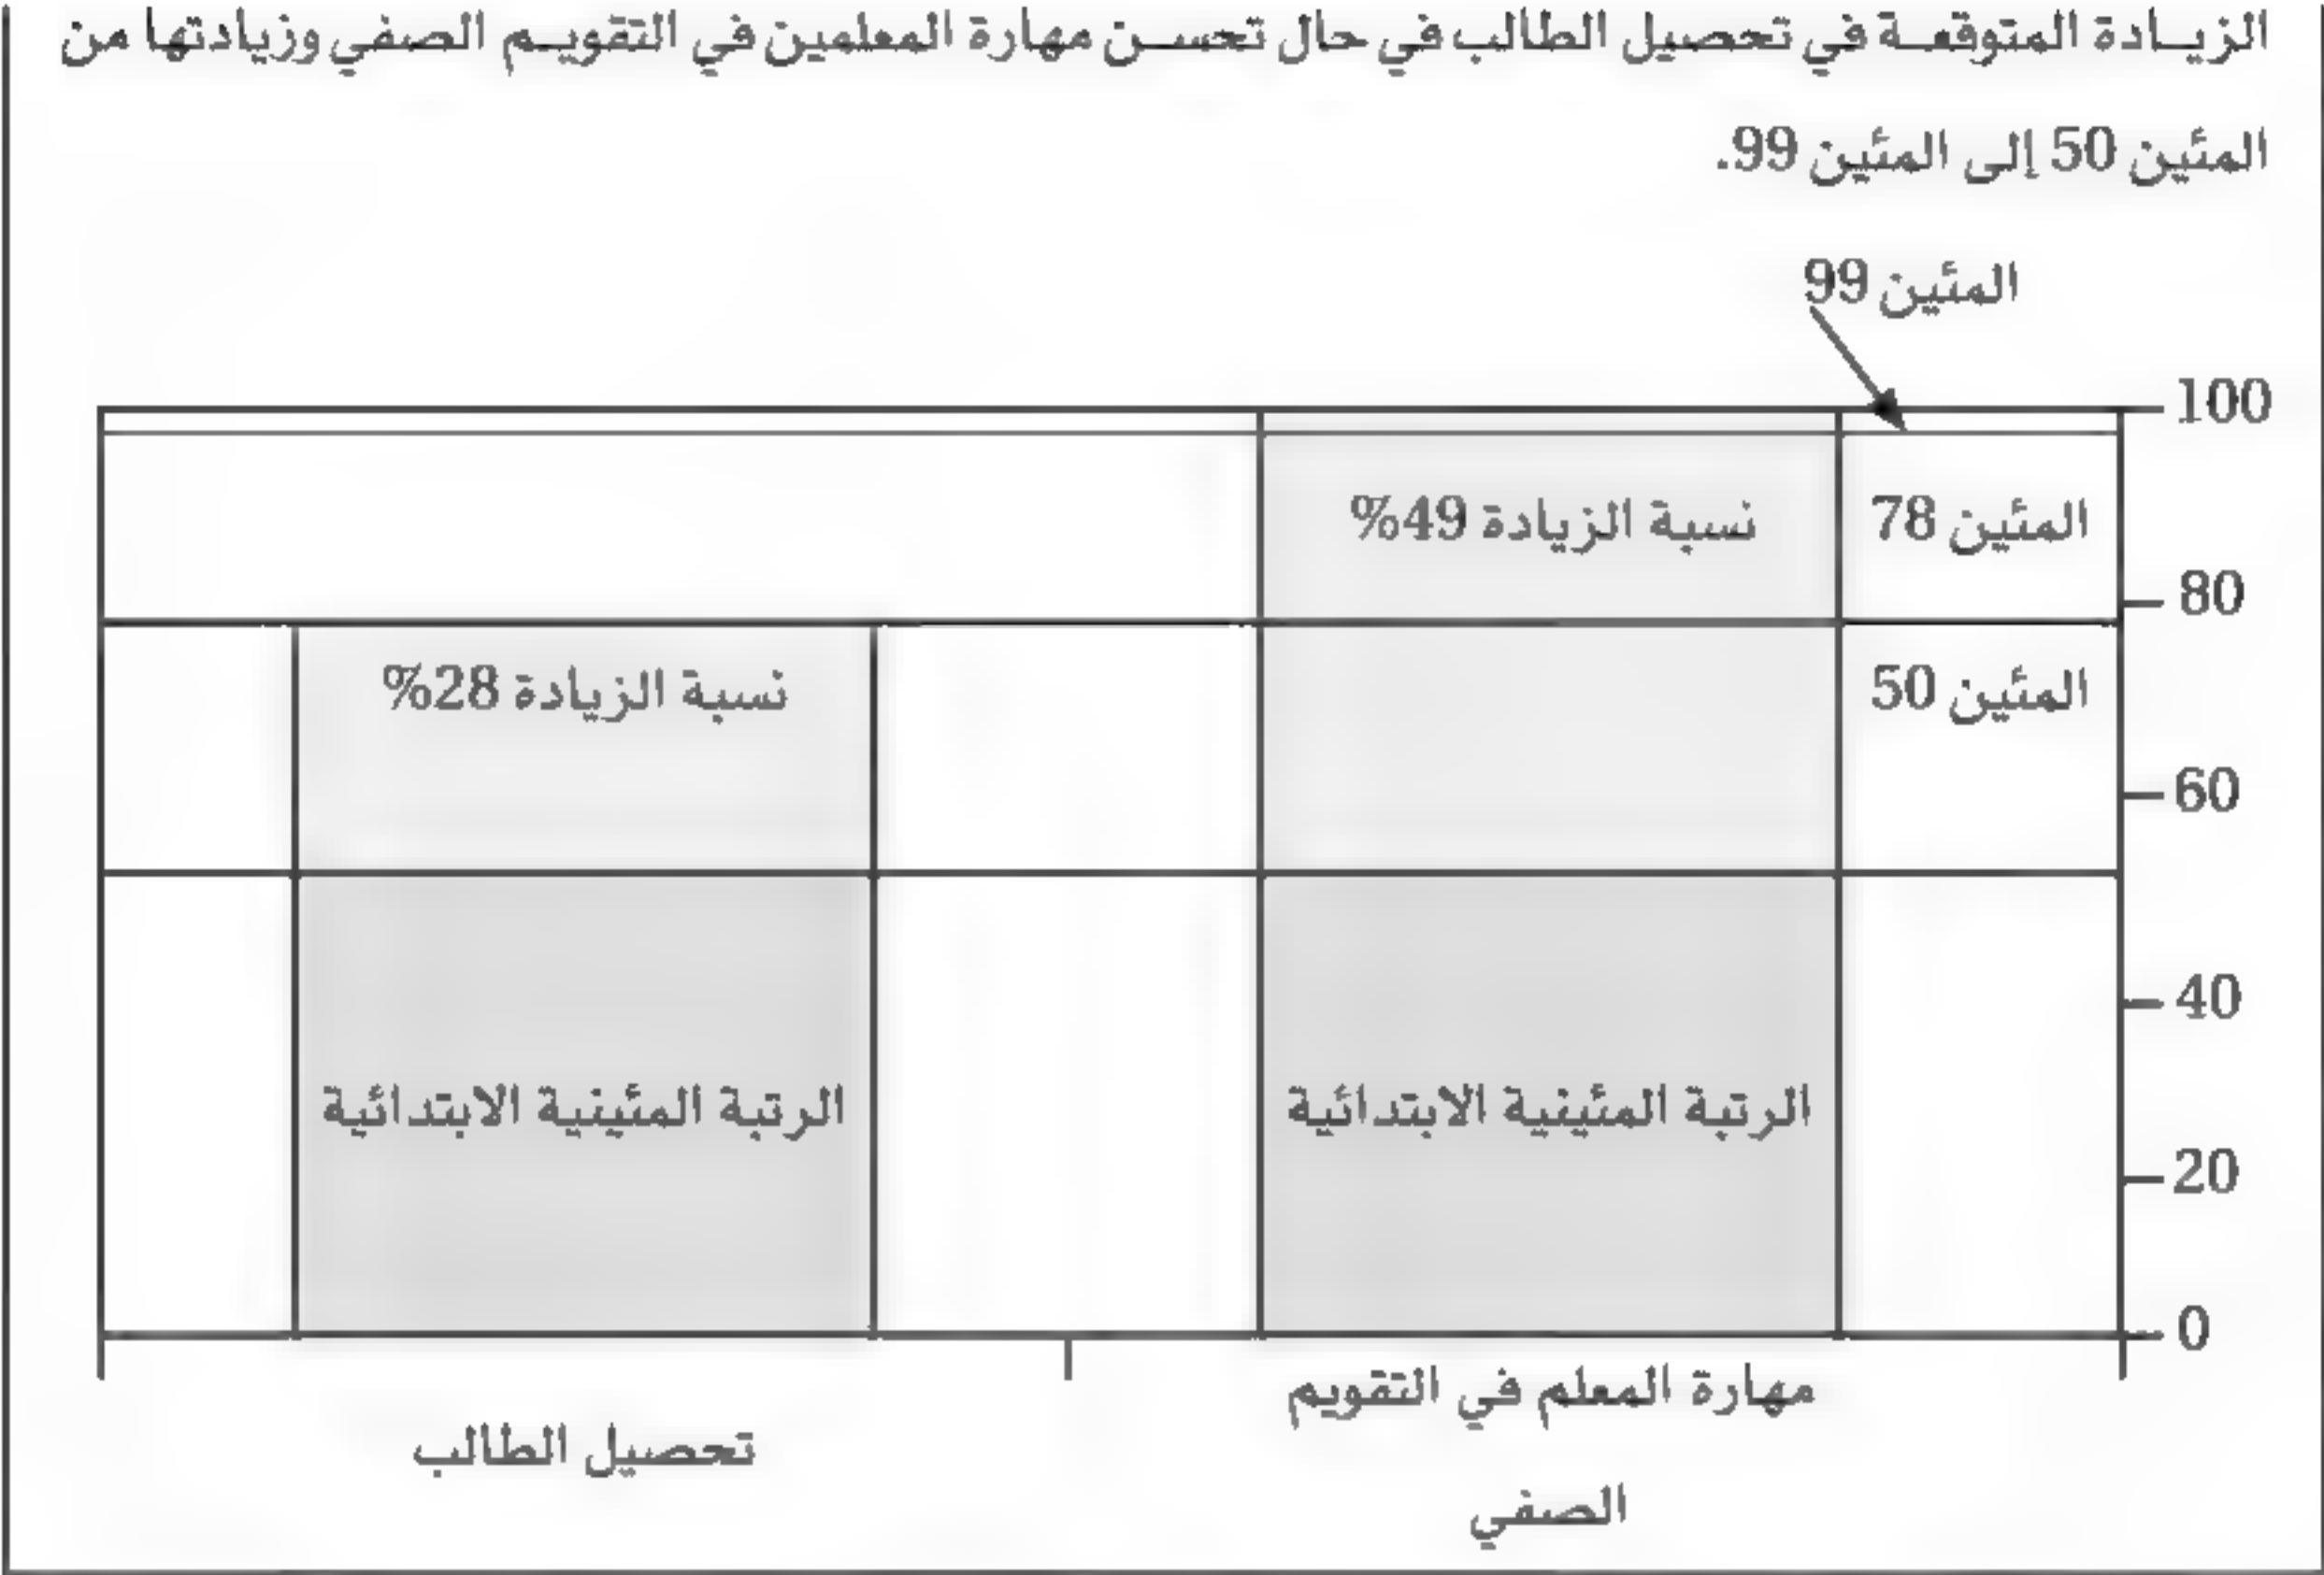 الزيادة المتوقعة في تحصيل الطالب في حال تحسن مهارة المعلمين في التقويم الصفي وزيادتها من
المئين 50 إلى المئين 99.
المئين 99
100
نسبة الزيادة 49%
المئين 78
80
نسبة الزيادة 28%
المئين 50
60
40
الرتبة المئينية الابتدائية
الرتبة المئينية الابتدائية
20
0
مهارة المعلم في التقويم
الصفي
تحصيل الطالب